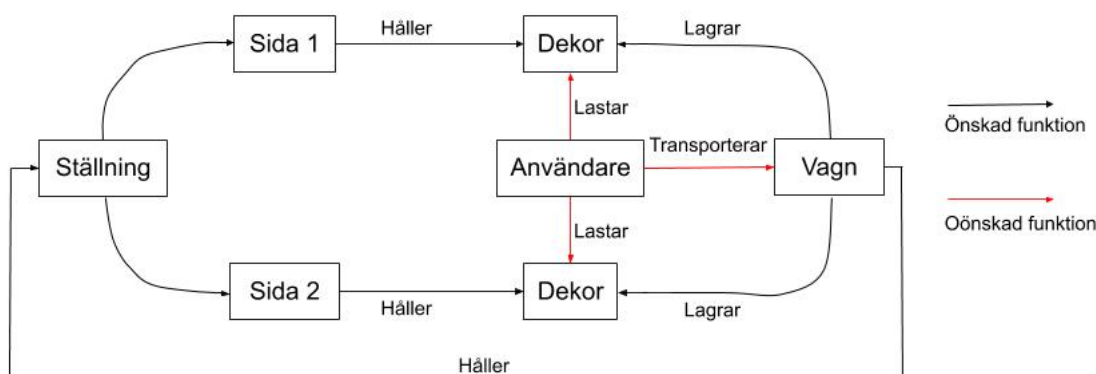 Sida 1
Håller
Dekor
Lagrar
Lastar
Önskad funktion
Ställning
Användare
Transporterar
Vagn
Lastar
Oönskad funktion
Sida 2
Håller
Dekor
Lagrar
Håller